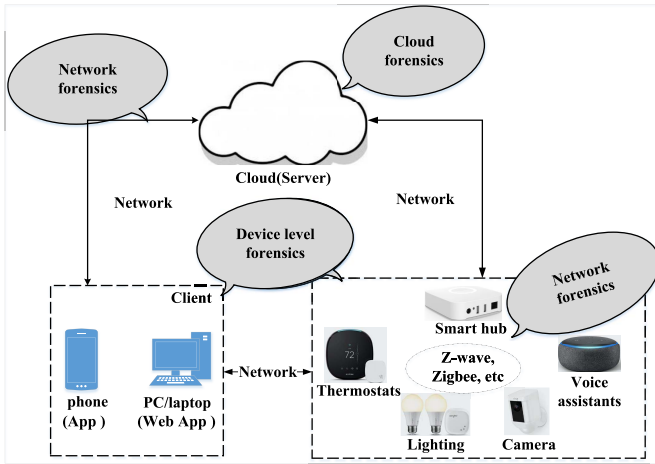 Network
forensics
Cloud
forensics
Cloud(Server)
Network
Network
Device level
forensics
Network
forensics
Client
Smart hub
72
Z-wave,
Zigbee, etc
Network
Thermostats
Voice
assistants
phone
(App )
PC/laptop
(Web App )
Lighting
Camera